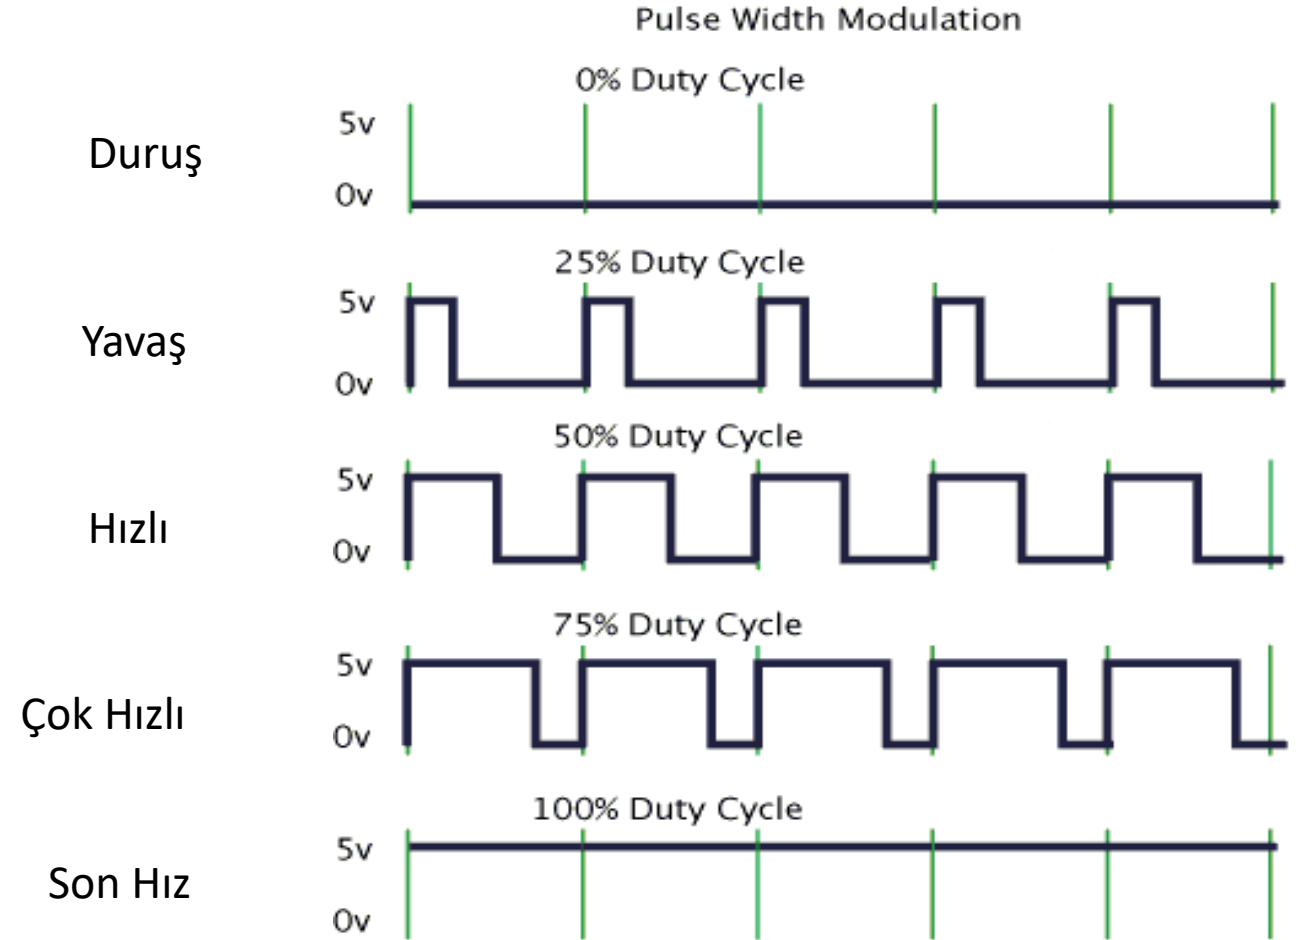 Pulse Width Modulation
0% Duty Cycle
5v
Duruş
0v
25% Duty Cycle
5v
Yavaş
0v
50% Duty Cycle
5v
Hızlı
0v
75% Duty Cycle
5v
Çok Hızlı
0v
100% Duty Cycle
5v
Son Hız
0v